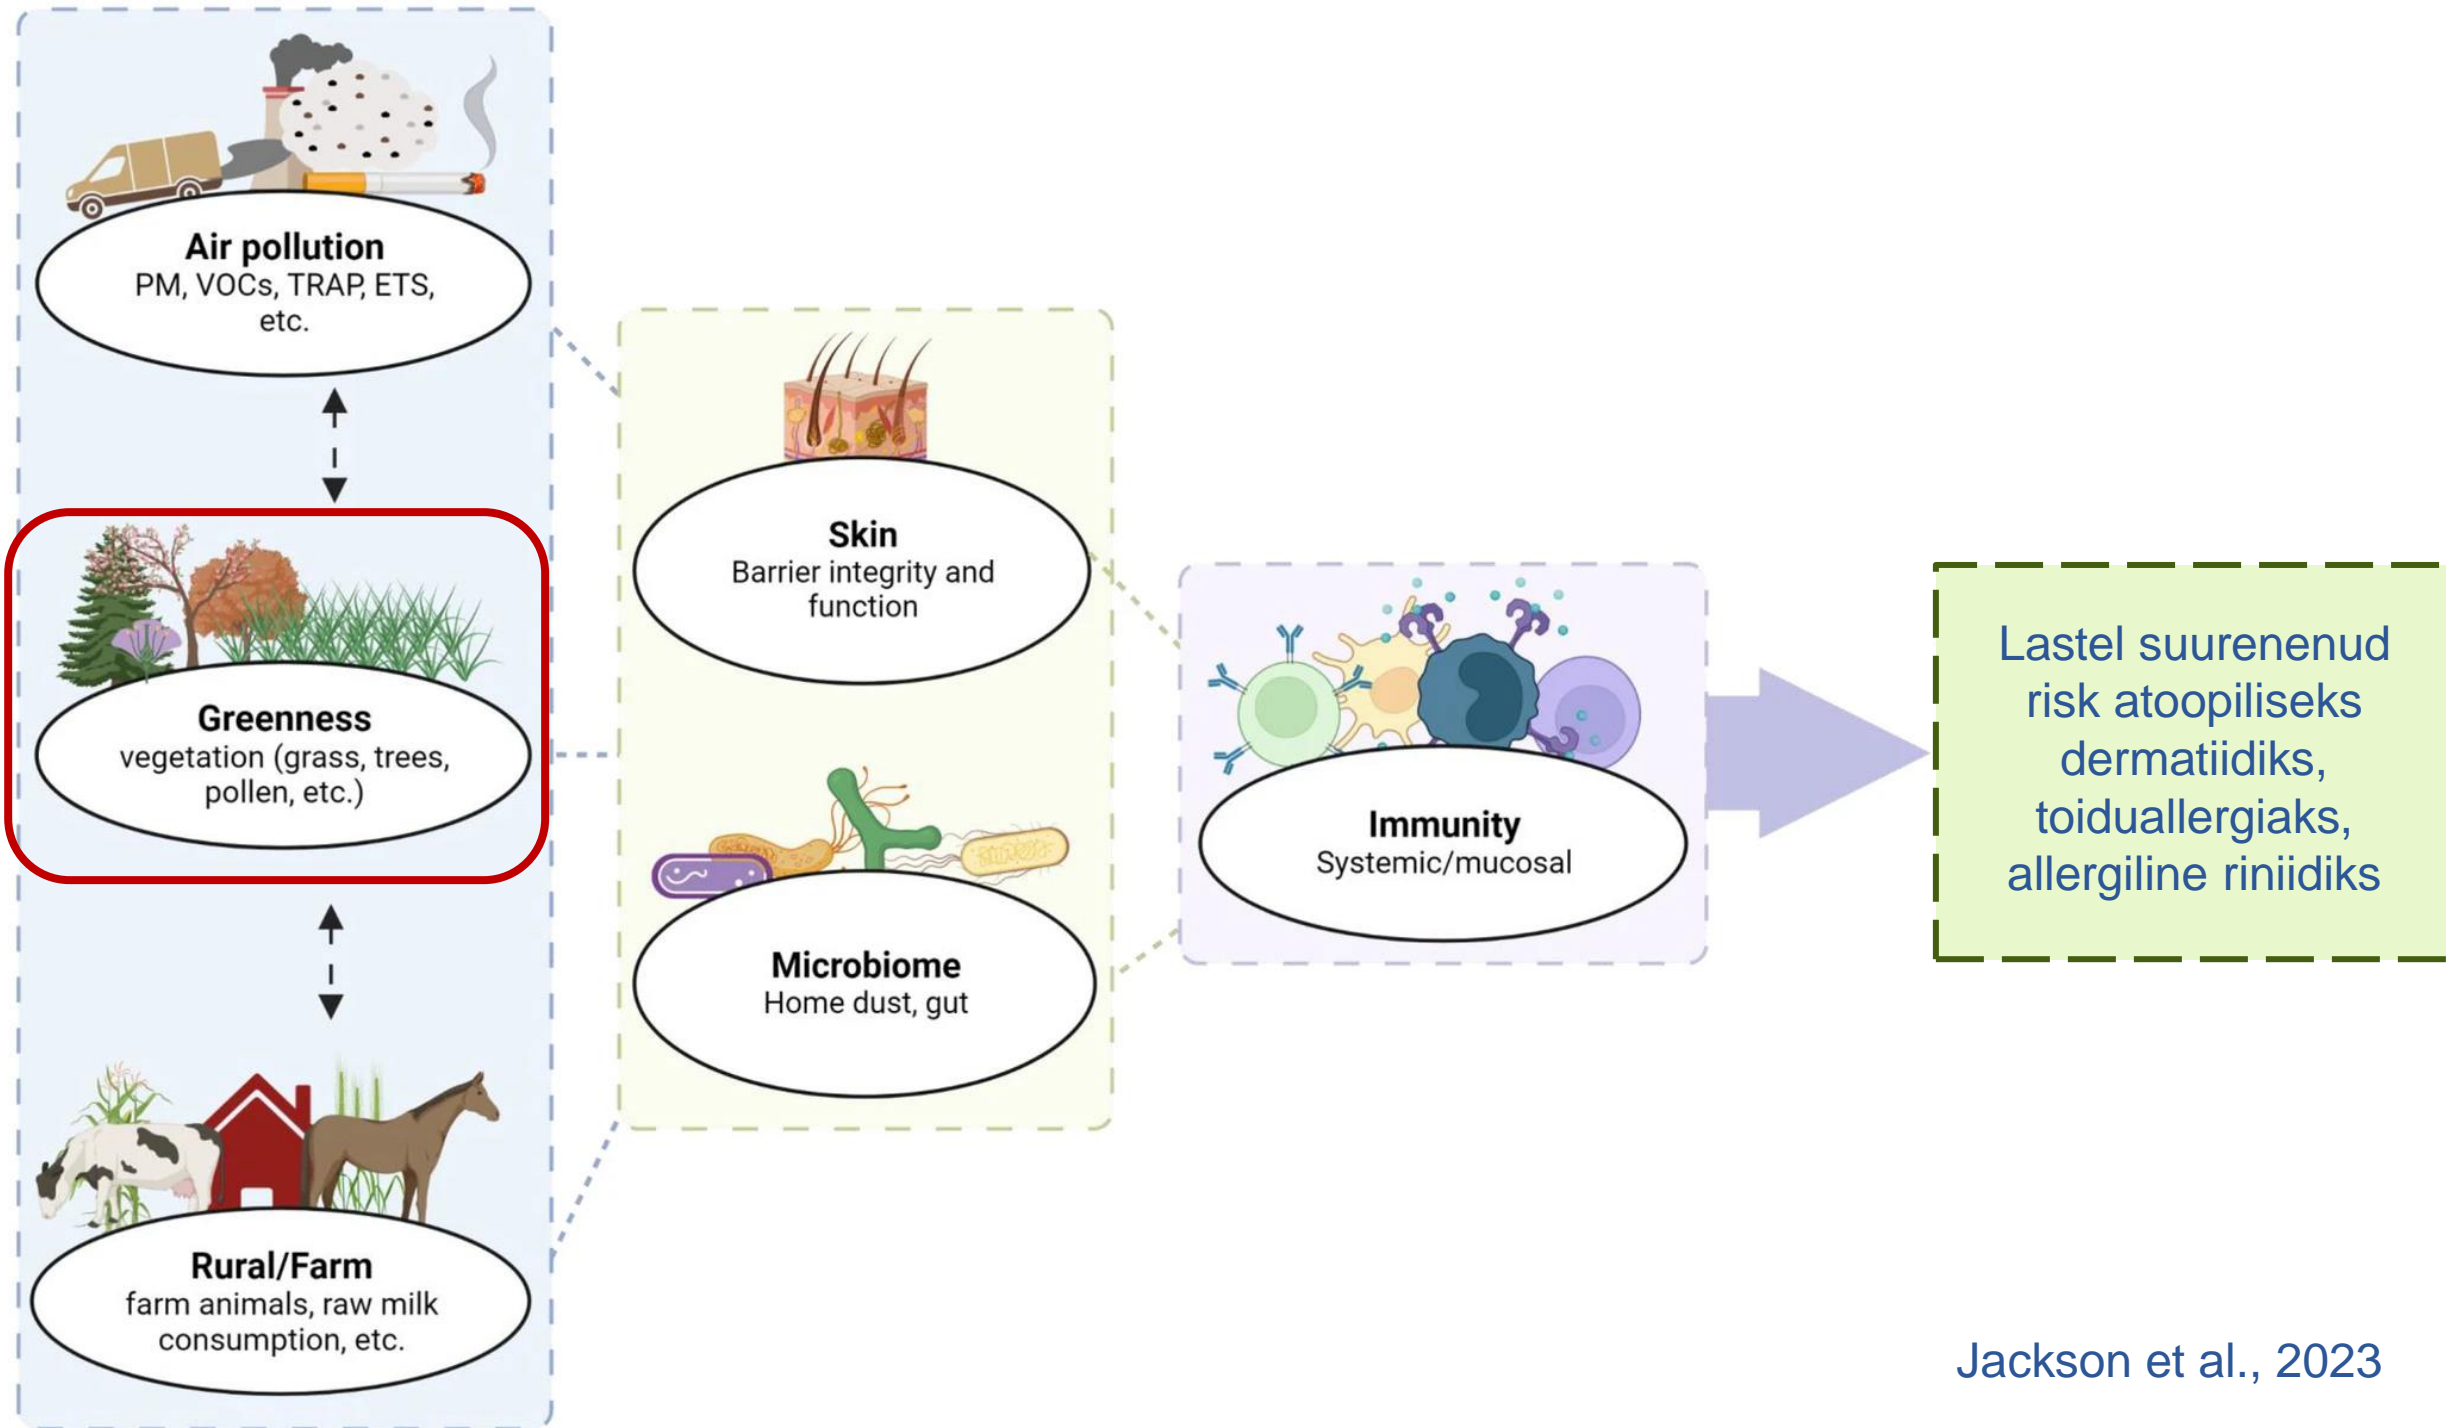 Air pollution
PM, VOCs, TRAP, ETS,
etc.
Greenness
vegetation (grass, trees,
pollen, etc.)
Rural/Farm
farm animals, raw milk
consumption, etc.
Skin
Barrier integrity and
function
Microbiome
Home dust, gut
Immunity
Systemic/mucosal
Lastel suurenenud
risk atoopiliseks
dermatiidiks,
toiduallergiaks,
allergiline riniidiks
Jackson et al., 2023